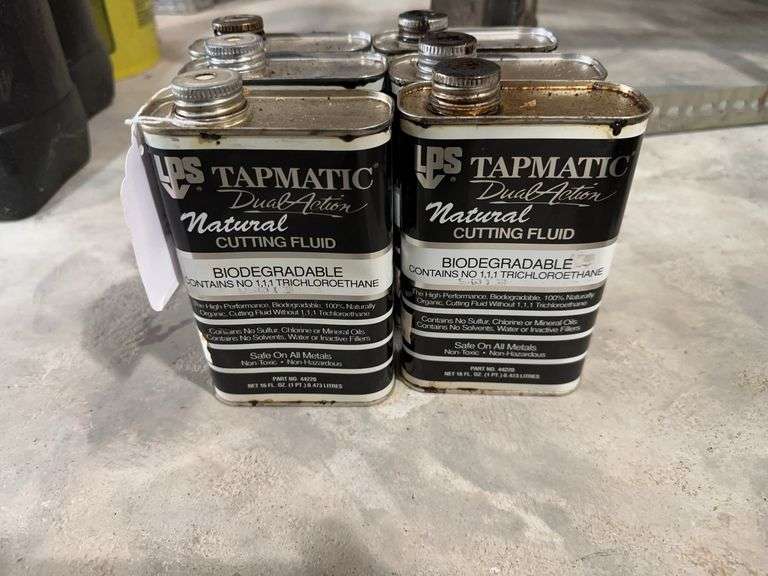 LPS
TAPMATIC
Dual Action
Natural
CUTTING FLUID
BIODEGRADABLE
CONTAINS NO 1,1,1 TRICHLOROETHANE
The High-Performance, Biodegradable, 100% Naturally
Organic, Cutting Fluid Without 1,1,1 Trichloroethane
Contains No Sulfur, Chlorine or Mineral Oils
Contains No Solvents, Water or Inactive Fillers
Safe On All Metals
Non-Toxic • Non-Hazardous
PART NO. 44220
NET 16 FL. OZ. (1 PT.) 0.473 LITRES
LPS
TAPMATIC
Dual Action
Natural
CUTTING FLUID
BIODEGRADABLE
CONTAINS NO 1,1,1 TRICHLOROETHANE
The High-Performance, Biodegradable, 100% Naturally
Organic, Cutting Fluid Without 1,1,1 Trichloroethane
Contains No Sulfur, Chlorine or Mineral Oils
Contains No Solvents, Water or Inactive Fillers
Safe On All Metals
Non-Toxic • Non-Hazardous
PART NO. 44220
NET 16 FL. OZ. (1 PT.) 0.473 LITRES